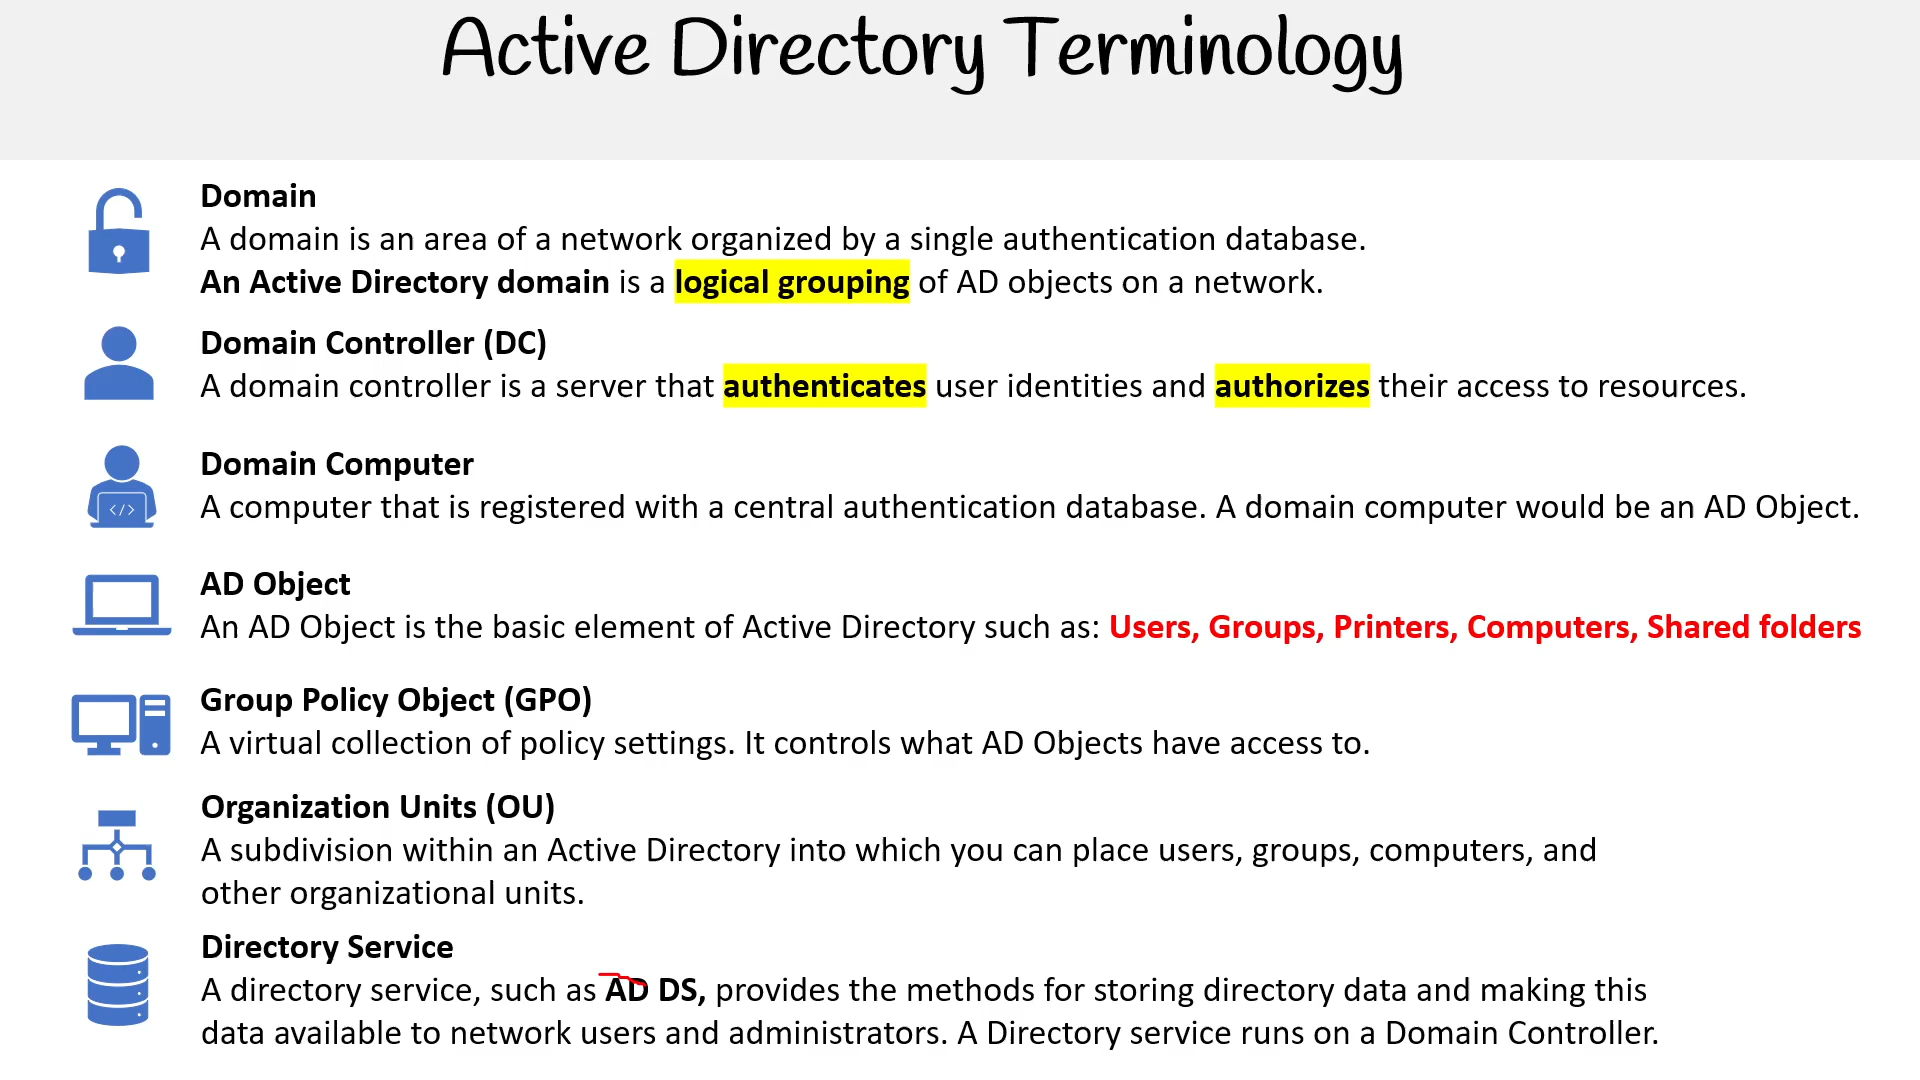 Active Directory Terminology
Domain
A domain is an area of a network organized by a single authentication database.
An Active Directory domain is a logical grouping of AD objects on a network.
Domain Controller (DC)
A domain controller is a server that authenticates user identities and authorizes their access to resources.
Domain Computer
A computer that is registered with a central authentication database. A domain computer would be an AD Object.
</>
AD Object
An AD Object is the basic element of Active Directory such as: Users, Groups, Printers, Computers, Shared folders
Group Policy Object (GPO)
A virtual collection of policy settings. It controls what AD Objects have access to.
Organization Units (OU)
A subdivision within an Active Directory into which you can place users, groups, computers, and
other organizational units.
Directory Service
A directory service, such as AD DS, provides the methods for storing directory data and making this
data available to network users and administrators. A Directory service runs on a Domain Controller.